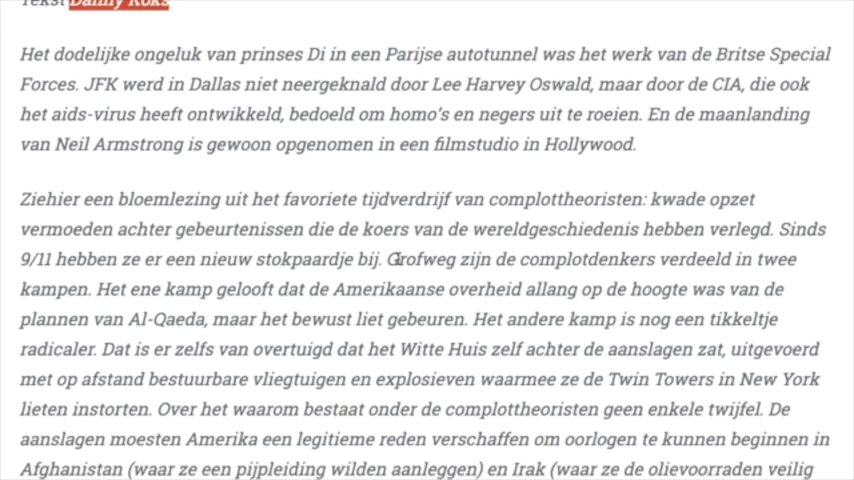 Tekst Danny Koks
Het dodelijke ongeluk van prinses Di in een Parijse autotunnel was het werk van de Britse Special
Forces. JFK werd in Dallas niet neergeknald door Lee Harvey Oswald, maar door de CIA, die ook
het aids-virus heeft ontwikkeld, bedoeld om homo's en negers uit te roeien. En de maanlanding
van Neil Armstrong is gewoon opgenomen in een filmstudio in Hollywood.
Ziehier een bloemlezing uit het favoriete tijdverdrijf van complottheoristen: kwade opzet
vermoeden achter gebeurtenissen die de koers van de wereldgeschiedenis hebben verlegd. Sinds
9/11 hebben ze er een nieuw stokpaardje bij. Grofweg zijn de complotdenkers verdeeld in twee
kampen. Het ene kamp gelooft dat de Amerikaanse overheid allang op de hoogte was van de
plannen van Al-Qaeda, maar het bewust liet gebeuren. Het andere kamp is nog een tikkeltje
radicaler. Dat is er zelfs van overtuigd dat het Witte Huis zelf achter de aanslagen zat, uitgevoerd
met op afstand bestuurbare vliegtuigen en explosieven waarmee ze de Twin Towers in New York
lieten instorten. Over het waarom bestaat onder de complottheoristen geen enkele twijfel. De
aanslagen moesten Amerika een legitieme reden verschaffen om oorlogen te kunnen beginnen in
Afghanistan (waar ze een pijpleiding wilden aanleggen) en Irak (waar ze de olievoorraden veilig